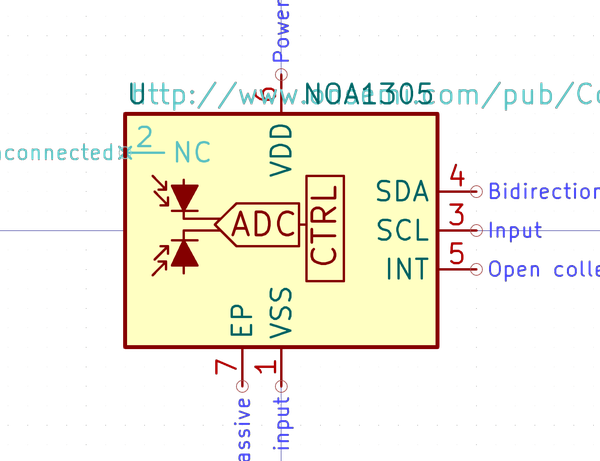 Power
6
U
http://www.onsemi.com/pub/Co
NOA1305
VDD
nconnected
2
NC
SDA
4
Bidirection
ADC
CTRL
SCL
3
Input
INT
5
Open colle
EP
VSS
7
1
assive
input